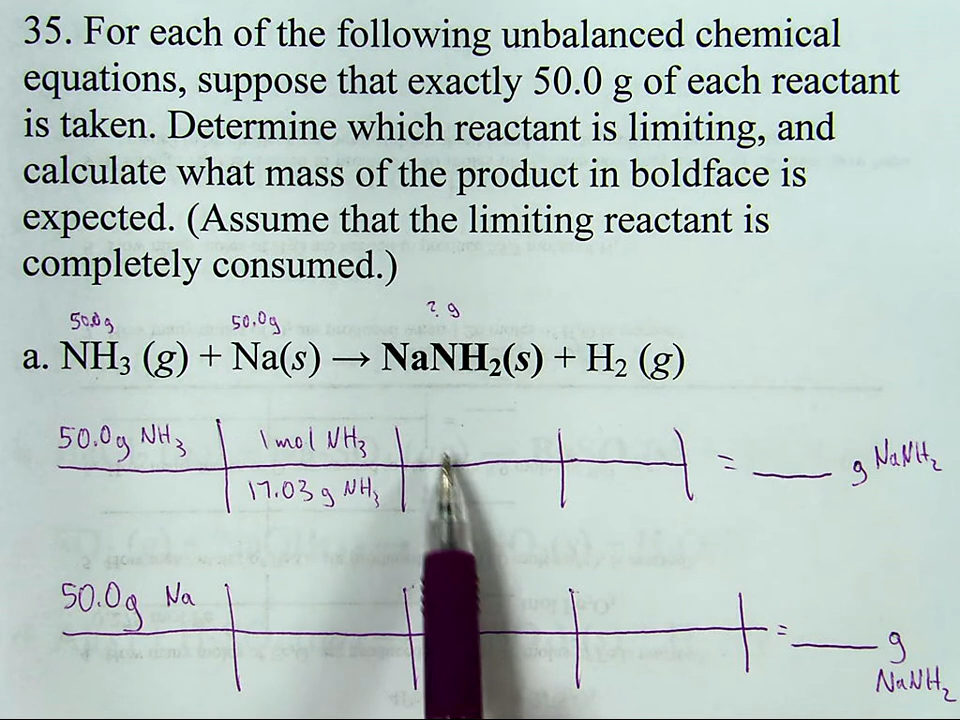 35. For each of the following unbalanced chemical
equations, suppose that exactly 50.0 g of each reactant
is taken. Determine which reactant is limiting, and
calculate what mass of the product in boldface is
expected. (Assume that the limiting reactant is
completely consumed.)
50.0g 50.0g ? g
a. NH₃ (g) + Na(s) → NaNH₂(s) + H₂ (g)
50.0g NH₃ 1 mol NH₃ = ___ g NaNH₂
17.03 g NH₃
50.0g Na = ___ g
NaNH₂